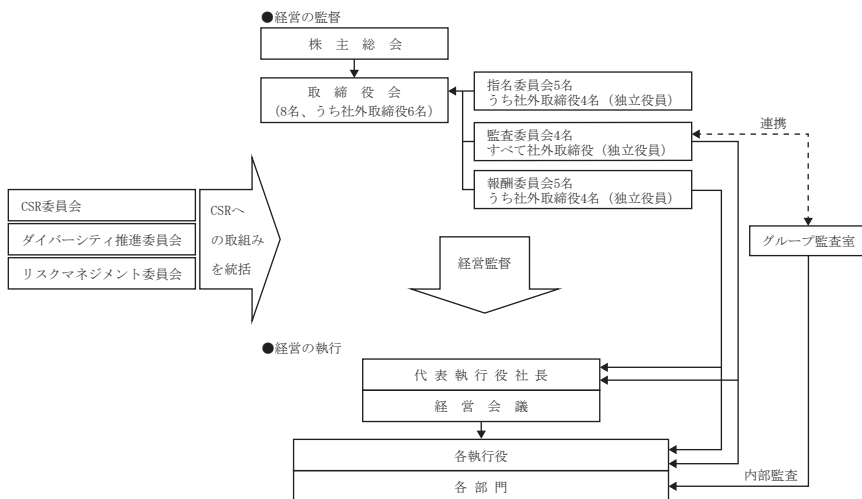 ●経営の監督
株主総会
取締役会
(8名、うち社外取締役6名)
指名委員会5名
うち社外取締役4名（独立役員）
監査委員会4名
すべて社外取締役（独立役員）
報酬委員会5名
うち社外取締役4名（独立役員）
連携
グループ監査室
CSR委員会
ダイバーシティ推進委員会
リスクマネジメント委員会
CSRへ
の取組み
を統括
経営監督
●経営の執行
代表執行役社長
経営会議
各執行役
各部門
内部監査